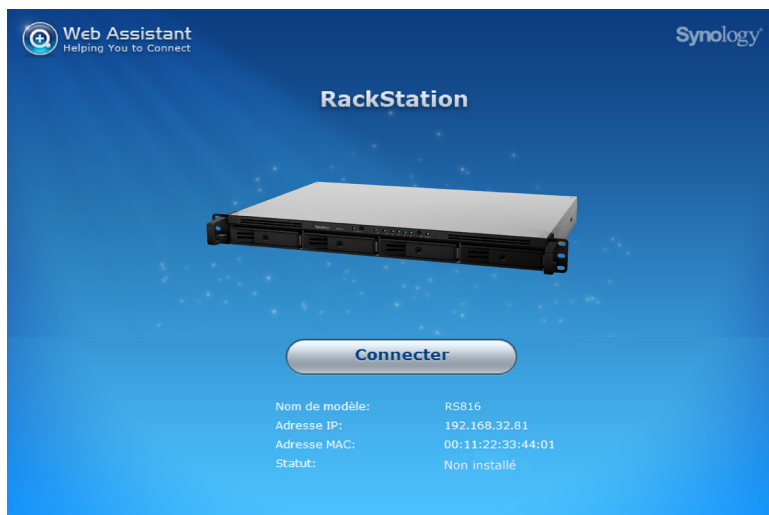 Web Assistant
Helping You to Connect
Synology
RackStation
Connecter
Nom de modèle: RS816
Adresse IP: 192.168.32.81
Adresse MAC: 00:11:22:33:44:01
Statut: Non installé